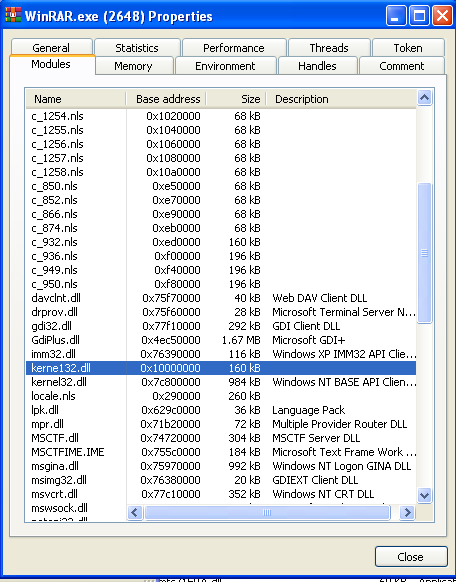 WinRAR.exe (2648) Properties
General Statistics Performance Threads Token
Modules Memory Environment Handles Comment
Name Base address Size Description
c_1254.nls 0x1020000 68 kB
c_1255.nls 0x1040000 68 kB
c_1256.nls 0x1060000 68 kB
c_1257.nls 0x1080000 68 kB
c_1258.nls 0x10a0000 68 kB
c_850.nls 0xe50000 68 kB
c_852.nls 0xe70000 68 kB
c_866.nls 0xe90000 68 kB
c_874.nls 0xeb0000 68 kB
c_932.nls 0xed0000 160 kB
c_936.nls 0xf00000 196 kB
c_949.nls 0xf40000 196 kB
c_950.nls 0xf80000 196 kB
davclnt.dll 0x75f70000 40 kB Web DAV Client DLL
drprov.dll 0x75f60000 28 kB Microsoft Terminal Server N...
gdi32.dll 0x77f10000 292 kB GDI Client DLL
GdiPlus.dll 0x4ec50000 1.67 MB Microsoft GDI+
imm32.dll 0x76390000 116 kB Windows XP IMM32 API Clie...
kerne132.dll 0x10000000 160 kB
kernel32.dll 0x7c800000 984 kB Windows NT BASE API Clien...
locale.nls 0x290000 260 kB
lpk.dll 0x629c0000 36 kB Language Pack
mpr.dll 0x71b20000 72 kB Multiple Provider Router DLL
MSCTF.dll 0x74720000 304 kB MSCTF Server DLL
MSCTFIME.IME 0x755c0000 184 kB Microsoft Text Frame Work ...
msgina.dll 0x75970000 992 kB Windows NT Logon GINA DLL
msimg32.dll 0x76380000 20 kB GDIEXT Client DLL
msvcrt.dll 0x77c10000 352 kB Windows NT CRT DLL
mswsock.dll
Close